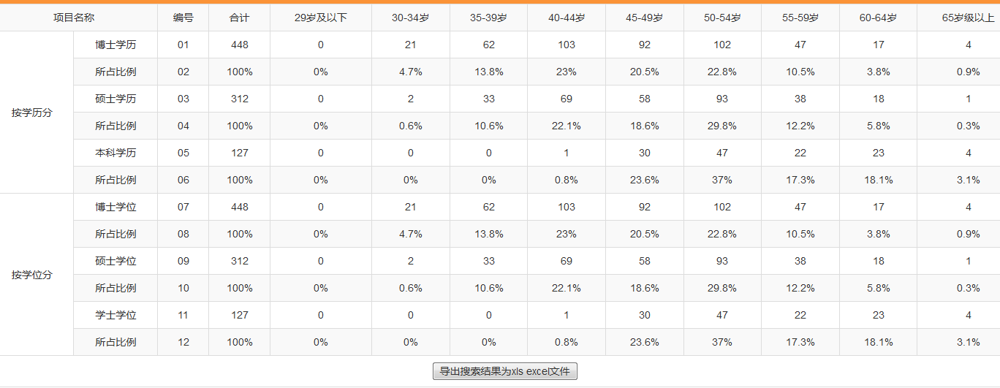 项目名称 编号 合计 29岁及以下 30-34岁 35-39岁 40-44岁 45-49岁 50-54岁 55-59岁 60-64岁 65岁级以上
按学历分 博士学历 01 448 0 21 62 103 92 102 47 17 4
所占比例 02 100% 0% 4.7% 13.8% 23% 20.5% 22.8% 10.5% 3.8% 0.9%
硕士学历 03 312 0 2 33 69 58 93 38 18 1
所占比例 04 100% 0% 0.6% 10.6% 22.1% 18.6% 29.8% 12.2% 5.8% 0.3%
本科学历 05 127 0 0 0 1 30 47 22 23 4
所占比例 06 100% 0% 0% 0% 0.8% 23.6% 37% 17.3% 18.1% 3.1%
按学位分 博士学位 07 448 0 21 62 103 92 102 47 17 4
所占比例 08 100% 0% 4.7% 13.8% 23% 20.5% 22.8% 10.5% 3.8% 0.9%
硕士学位 09 312 0 2 33 69 58 93 38 18 1
所占比例 10 100% 0% 0.6% 10.6% 22.1% 18.6% 29.8% 12.2% 5.8% 0.3%
学士学位 11 127 0 0 0 1 30 47 22 23 4
所占比例 12 100% 0% 0% 0% 0.8% 23.6% 37% 17.3% 18.1% 3.1%
导出搜索结果为xls excel文件